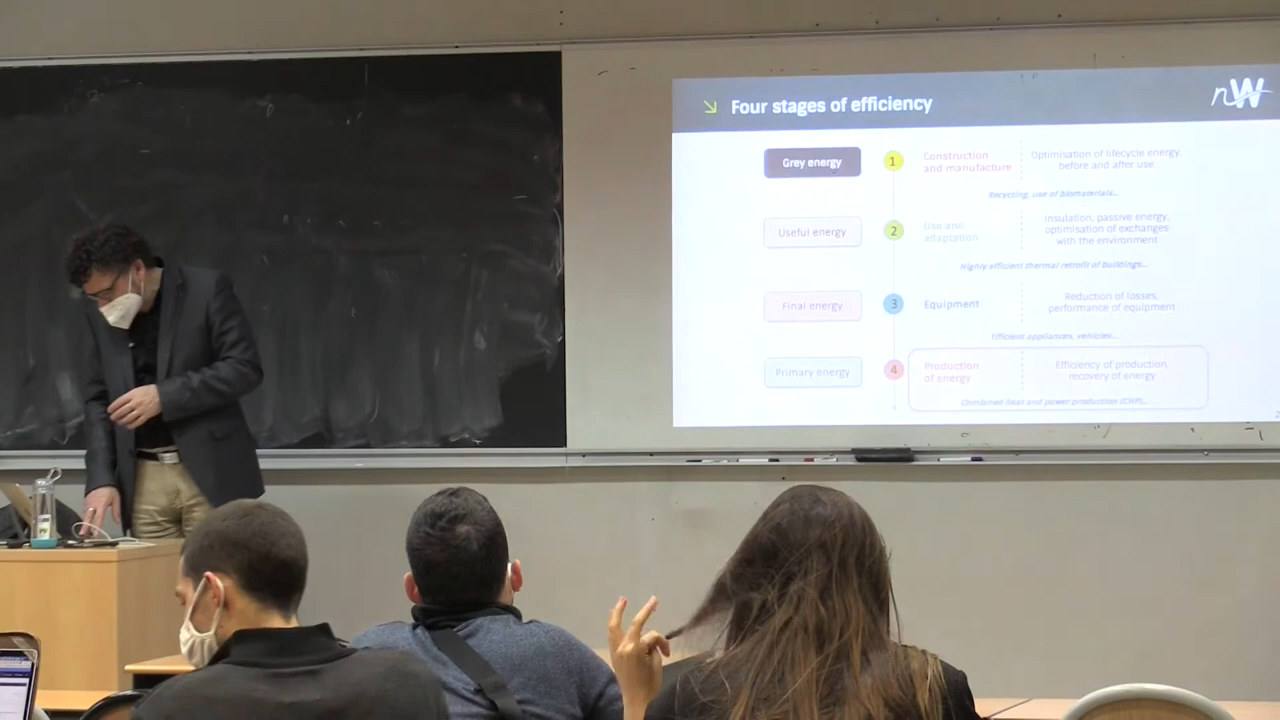 Four stages of efficiency
nW
Grey energy
1
Construction
and manufacture
Optimisation of lifecycle energy,
before and after use
Recycling, use of biomaterials...
Useful energy
2
Use and
adaptation
Insulation, passive energy,
optimisation of exchanges
with the environment
Highly efficient thermal retrofit of buildings...
Final energy
3
Equipment
Reduction of losses,
performance of equipment
Efficient appliances, vehicles...
Primary energy
4
Production
of energy
Efficiency of production,
recovery of energy
Combined heat and power production (CHP)...